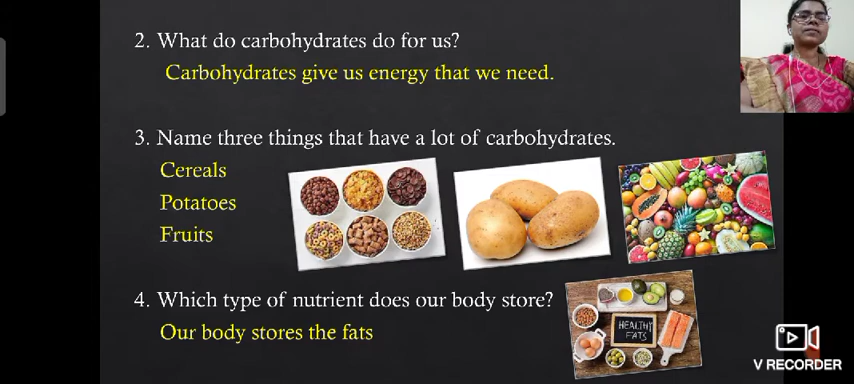 2. What do carbohydrates do for us?
Carbohydrates give us energy that we need.
3. Name three things that have a lot of carbohydrates.
Cereals
Potatoes
Fruits
4. Which type of nutrient does our body store?
Our body stores the fats
HEALTHY
FATS
V RECORDER